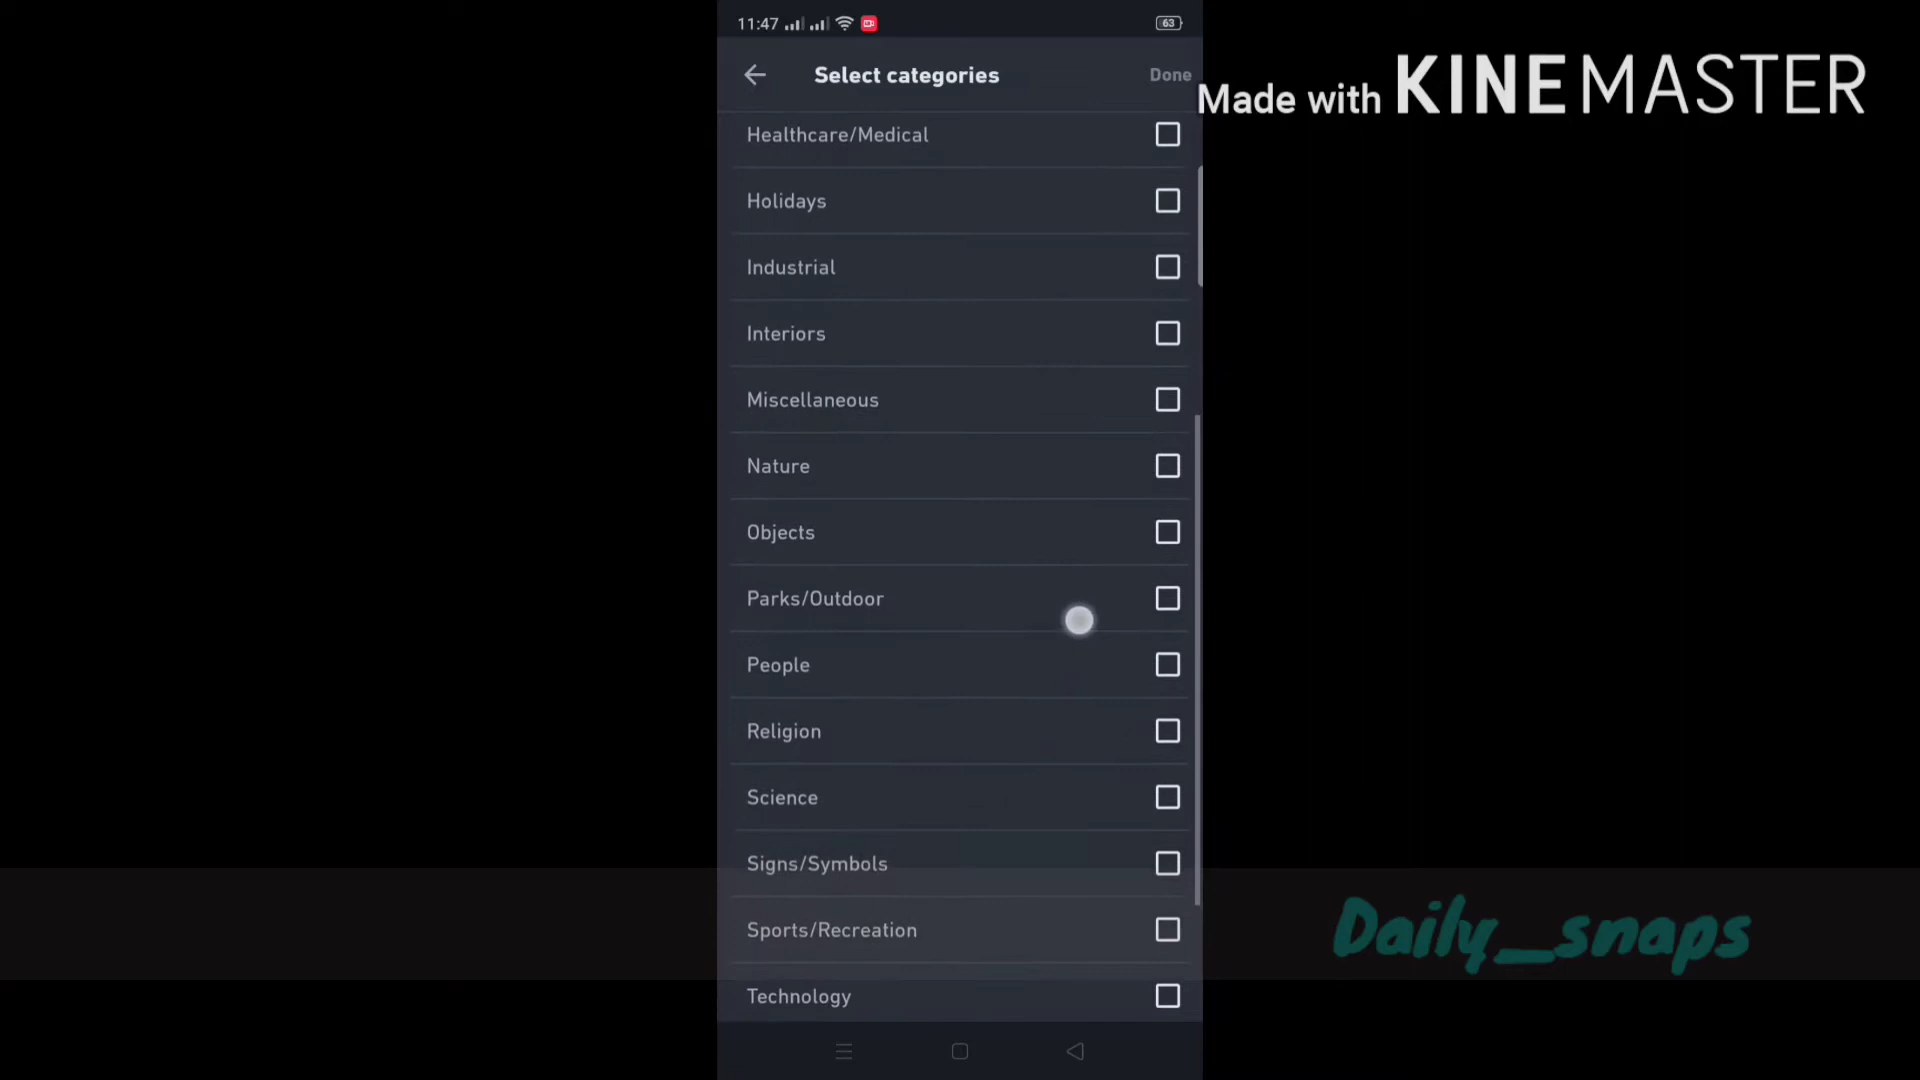 11:47
63
Select categories
Done
Made with KINEMASTER
Healthcare/Medical
Holidays
Industrial
Interiors
Miscellaneous
Nature
Objects
Parks/Outdoor
People
Religion
Science
Signs/Symbols
Sports/Recreation
Daily_snaps
Technology